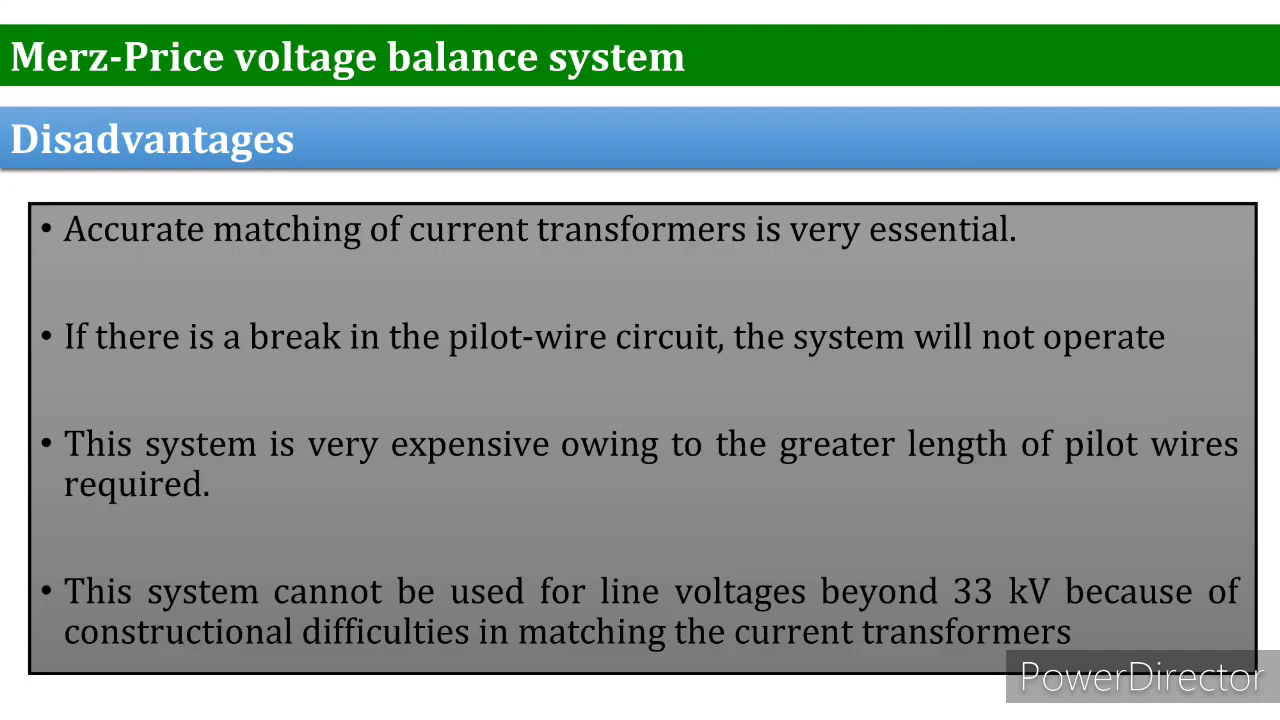 Merz-Price voltage balance system
Disadvantages
• Accurate matching of current transformers is very essential.
• If there is a break in the pilot-wire circuit, the system will not operate
• This system is very expensive owing to the greater length of pilot wires
required.
• This system cannot be used for line voltages beyond 33 kV because of
constructional difficulties in matching the current transformers
PowerDirector